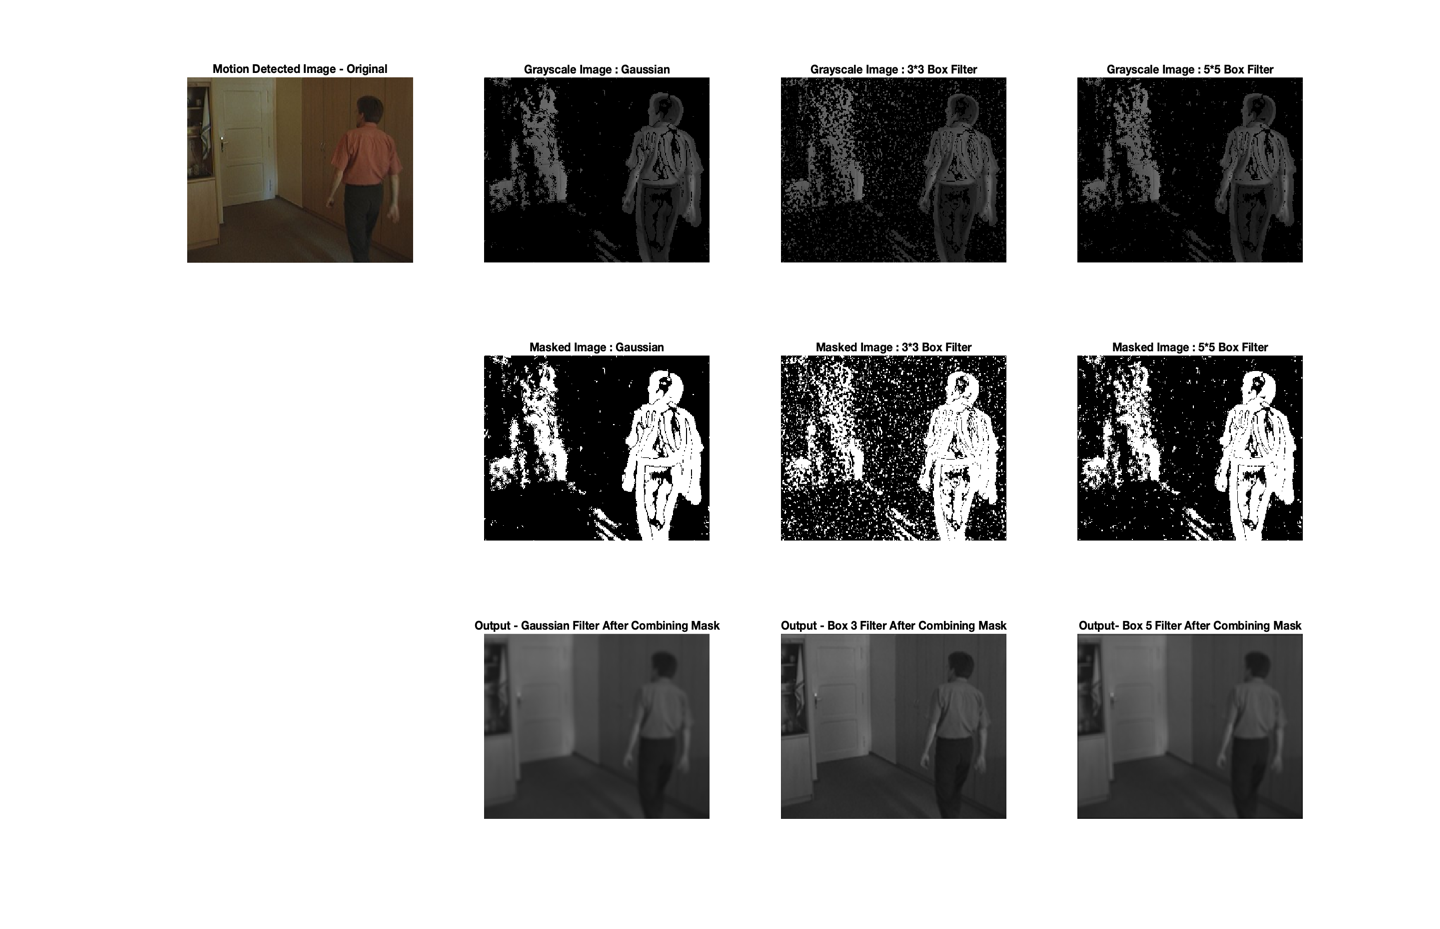 Motion Detected Image - Original
Grayscale Image : Gaussian
Grayscale Image : 3*3 Box Filter
Grayscale Image : 5*5 Box Filter
Masked Image : Gaussian
Masked Image : 3*3 Box Filter
Masked Image : 5*5 Box Filter
Output - Gaussian Filter After Combining Mask
Output - Box 3 Filter After Combining Mask
Output- Box 5 Filter After Combining Mask